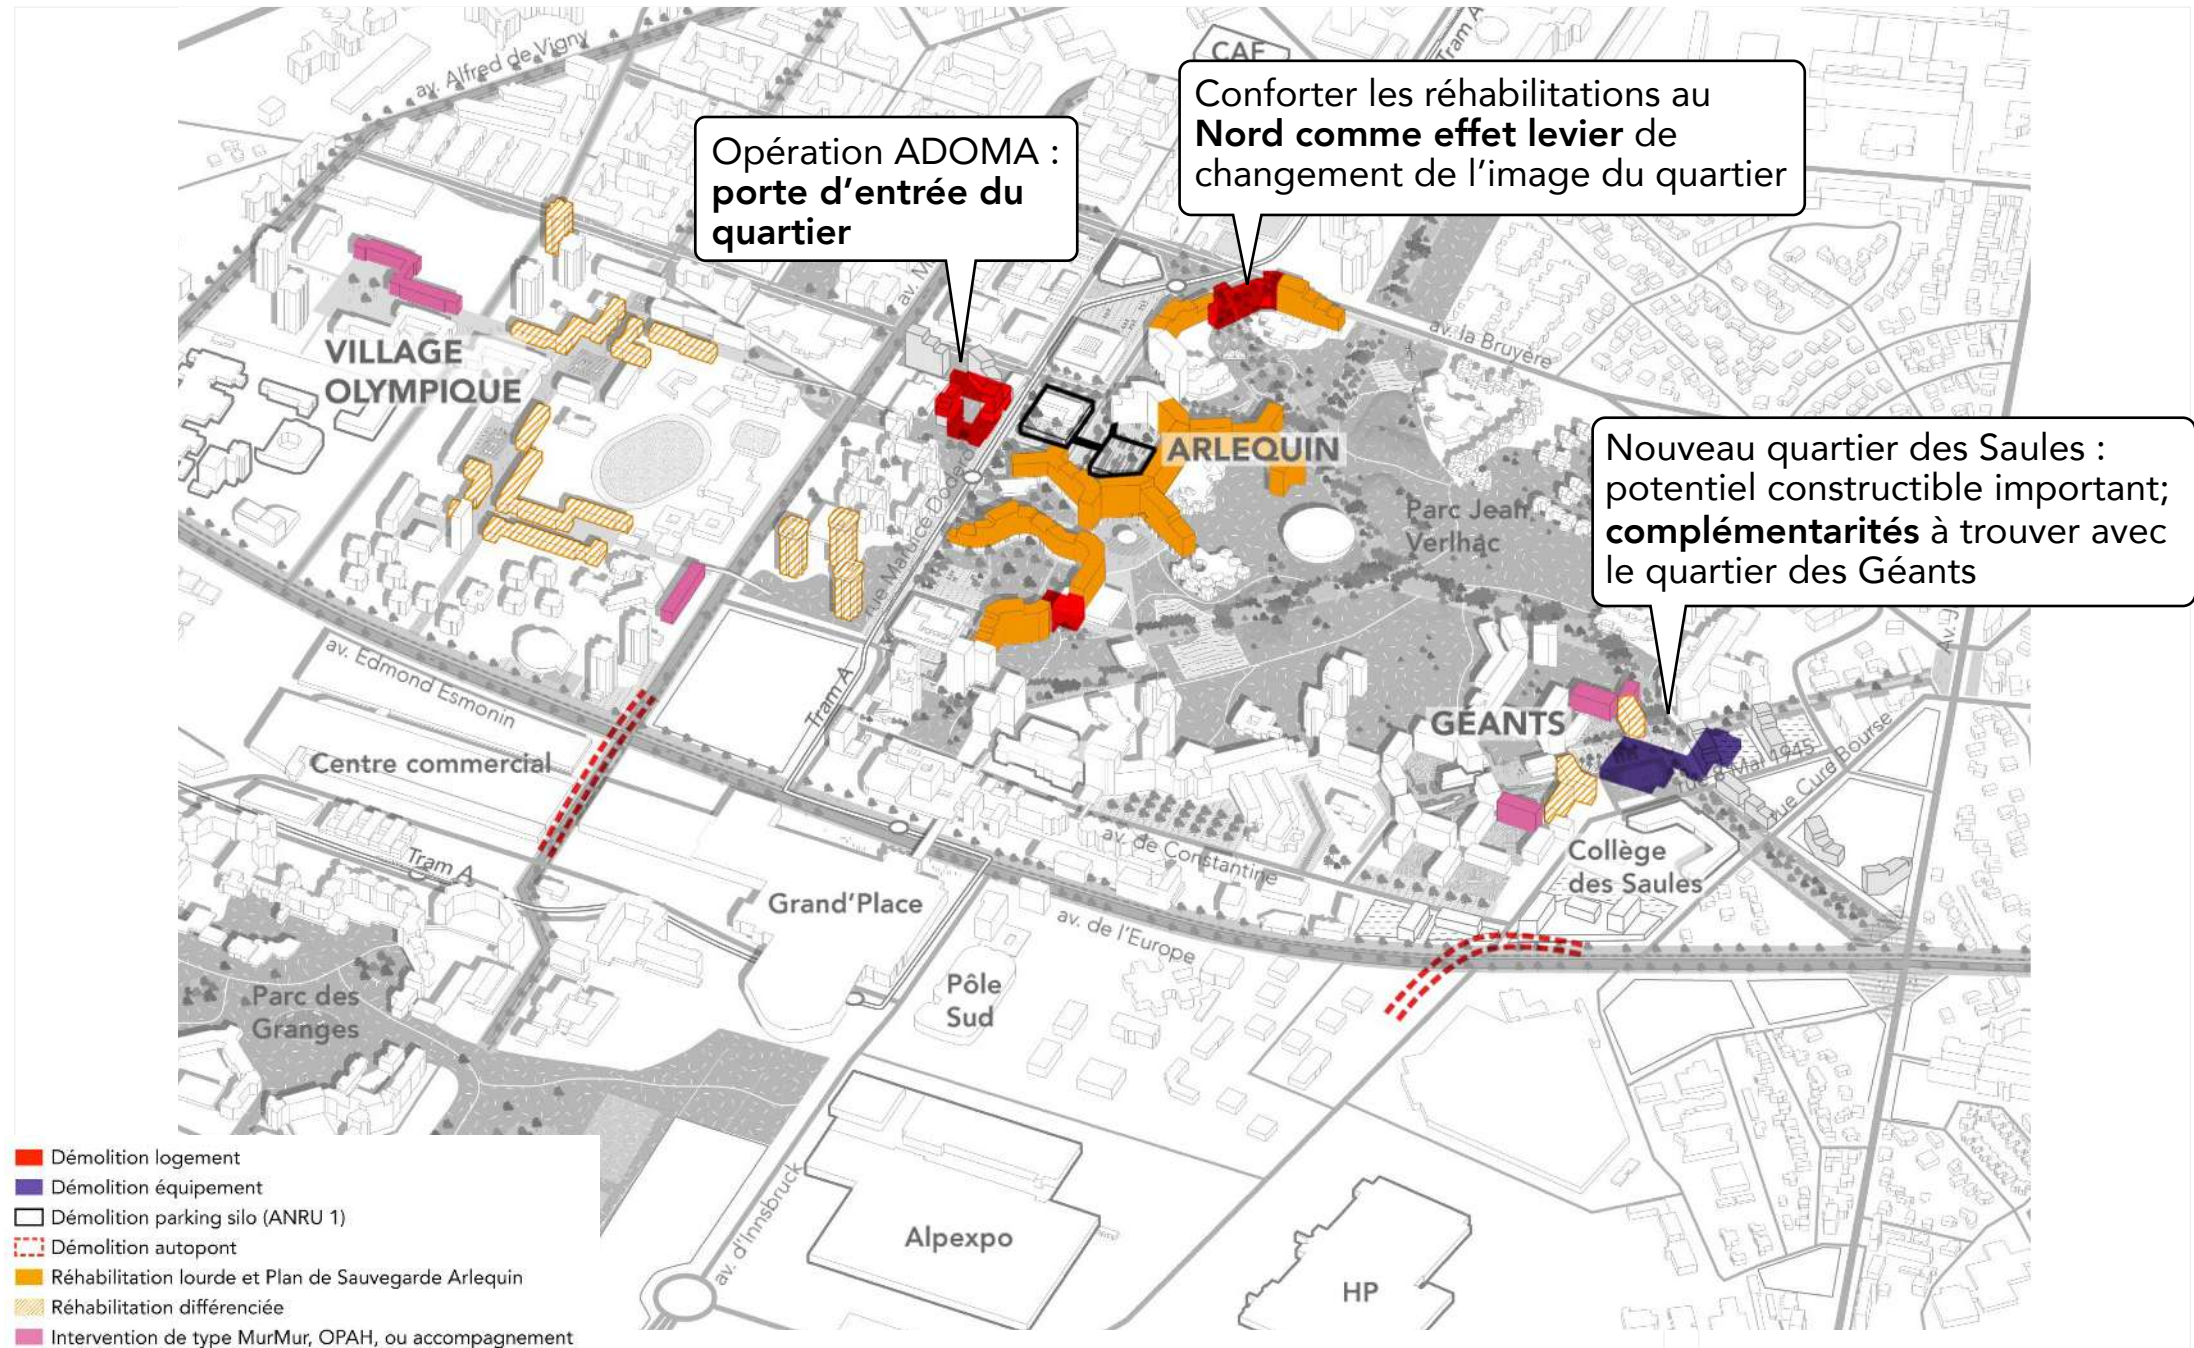 CAF
Tram A
av. Alfred de Vigny
Conforter les réhabilitations au
Nord comme effet levier de
changement de l'image du quartier
Opération ADOMA :
porte d'entrée du
quartier
av. la Bruyère
VILLAGE
OLYMPIQUE
ARLEQUIN
Nouveau quartier des Saules :
potentiel constructible important;
complémentarités à trouver avec
le quartier des Géants
Parc Jean
Verlhac
rue Maurice Dodero
av. Edmond Esmonin
Tram A
GÉANTS
Centre commercial
rue 8 Mai 1945
rue Cure Bourse
av. de Constantine
Collège
des Saules
Tram A
Grand'Place
av. de l'Europe
Pôle
Sud
Parc des
Granges
av. d'Innsbruck
Alpexpo
HP
Démolition logement
Démolition équipement
Démolition parking silo (ANRU 1)
Démolition autopont
Réhabilitation lourde et Plan de Sauvegarde Arlequin
Réhabilitation différenciée
Intervention de type MurMur, OPAH, ou accompagnement